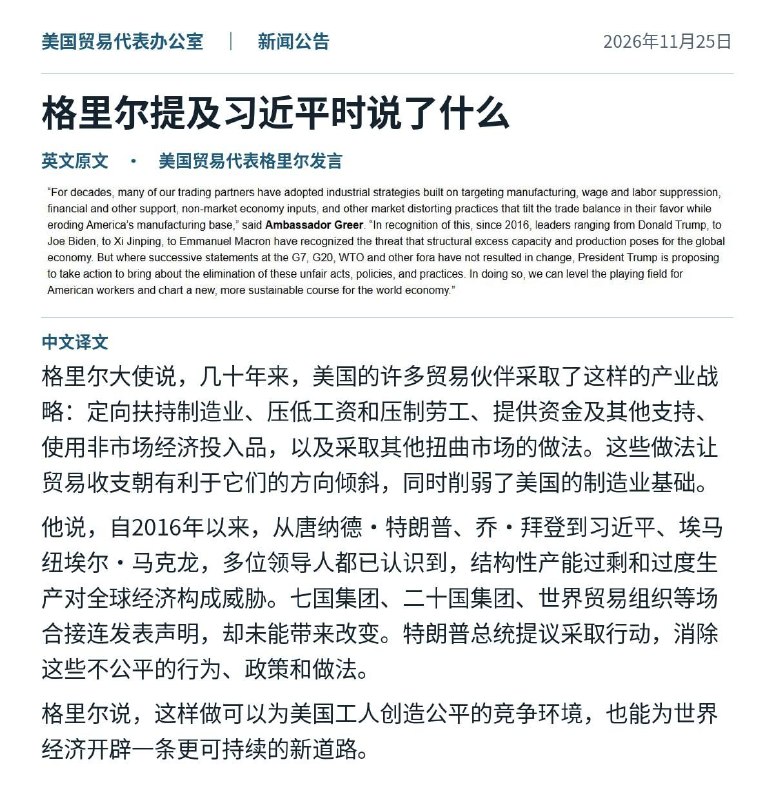 美国贸易代表办公室 | 新闻公告 2026年11月25日
格里尔提及习近平时说了什么
英文原文 · 美国贸易代表格里尔发言
“For decades, many of our trading partners have adopted industrial strategies built on targeting manufacturing, wage and labor suppression,
financial and other support, non-market economy inputs, and other market distorting practices that tilt the trade balance in their favor while
eroding America’s manufacturing base,” said Ambassador Greer. “In recognition of this, since 2016, leaders ranging from Donald Trump, to
Joe Biden, to Xi Jinping, to Emmanuel Macron have recognized the threat that structural excess capacity and production poses for the global
economy. But where successive statements at the G7, G20, WTO and other fora have not resulted in change, President Trump is proposing
to take action to bring about the elimination of these unfair acts, policies, and practices. In doing so, we can level the playing field for
American workers and chart a new, more sustainable course for the world economy.”
中文译文
格里尔大使说，几十年来，美国的许多贸易伙伴采取了这样的产业战
略：定向扶持制造业、压低工资和压制劳工、提供资金及其他支持、
使用非市场经济投入品，以及采取其他扭曲市场的做法。这些做法让
贸易收支朝有利于它们的方向倾斜，同时削弱了美国的制造业基础。
他说，自2016年以来，从唐纳德·特朗普、乔·拜登到习近平、埃马
纽埃尔·马克龙，多位领导人都已认识到，结构性产能过剩和过度生
产对全球经济构成威胁。七国集团、二十国集团、世界贸易组织等场
合接连发表声明，却未能带来改变。特朗普总统提议采取行动，消除
这些不公平的行为、政策和做法。
格里尔说，这样做可以为美国工人创造公平的竞争环境，也能为世界
经济开辟一条更可持续的新道路。